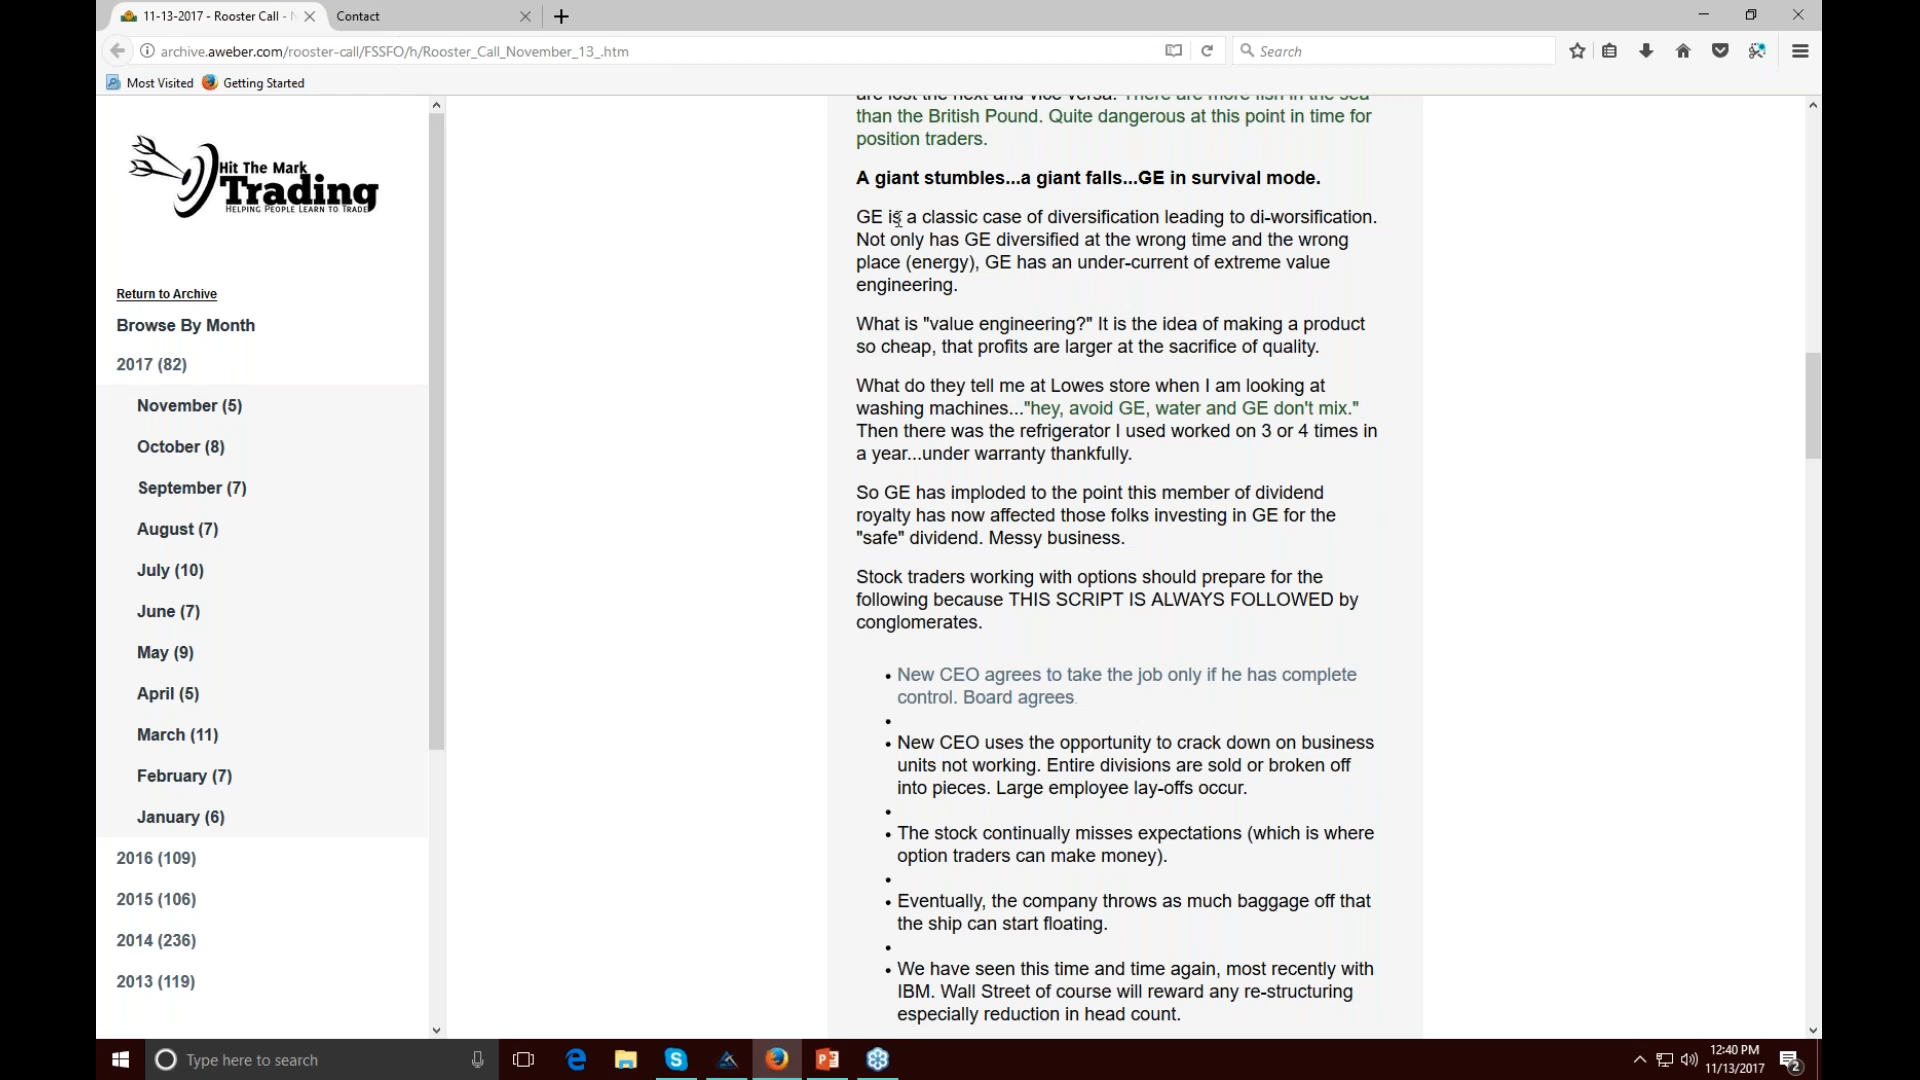 11-13-2017 - Rooster Call -
Contact
archive.aweber.com/rooster-call/FSSFO/h/Rooster_Call_November_13_.htm
Search
Most Visited
Getting Started
Hit The Mark
Trading
HELPING PEOPLE LEARN TO TRADE
Return to Archive
Browse By Month
2017 (82)
November (5)
October (8)
September (7)
August (7)
July (10)
June (7)
May (9)
April (5)
March (11)
February (7)
January (6)
2016 (109)
2015 (106)
2014 (236)
2013 (119)
are lost the next and vice versa. There are more fish in the sea
than the British Pound. Quite dangerous at this point in time for
position traders.
A giant stumbles...a giant falls...GE in survival mode.
GE is a classic case of diversification leading to di-worsification.
Not only has GE diversified at the wrong time and the wrong
place (energy), GE has an under-current of extreme value
engineering.
What is "value engineering?" It is the idea of making a product
so cheap, that profits are larger at the sacrifice of quality.
What do they tell me at Lowes store when I am looking at
washing machines..."hey, avoid GE, water and GE don't mix."
Then there was the refrigerator I used worked on 3 or 4 times in
a year...under warranty thankfully.
So GE has imploded to the point this member of dividend
royalty has now affected those folks investing in GE for the
"safe" dividend. Messy business.
Stock traders working with options should prepare for the
following because THIS SCRIPT IS ALWAYS FOLLOWED by
conglomerates.
• New CEO agrees to take the job only if he has complete
control. Board agrees.
•
• New CEO uses the opportunity to crack down on business
units not working. Entire divisions are sold or broken off
into pieces. Large employee lay-offs occur.
•
• The stock continually misses expectations (which is where
option traders can make money).
•
• Eventually, the company throws as much baggage off that
the ship can start floating.
•
• We have seen this time and time again, most recently with
IBM. Wall Street of course will reward any re-structuring
especially reduction in head count.
Type here to search
12:40 PM
11/13/2017
2